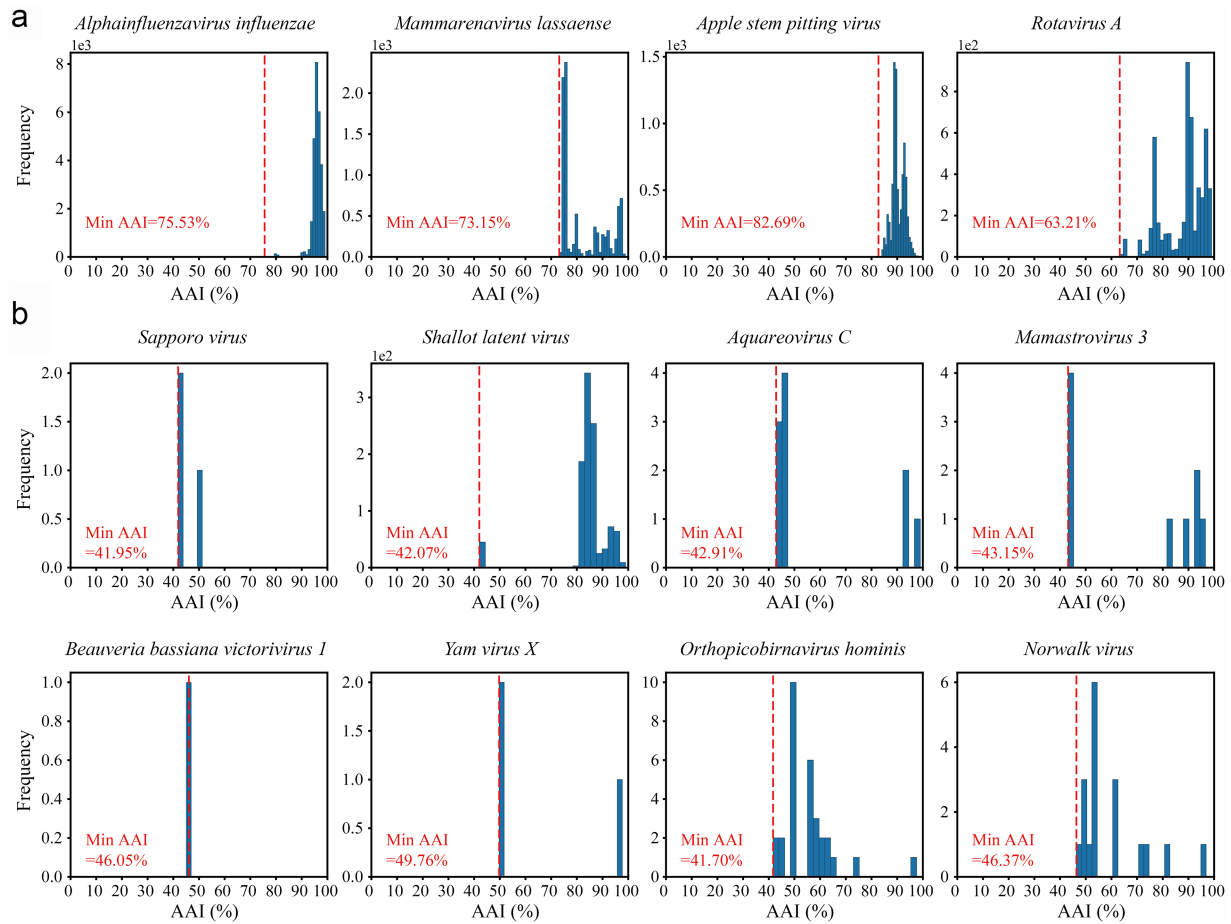 a
Alphainfluenzavirus influenzae
1e3
Frequency
8
6
4
2
0
Min AAI=75.53%
0 10 20 30 40 50 60 70 80 90 100
AAI (%)
Mammarenavirus lassaense
1e3
2.0
1.5
1.0
0.5
0.0
Min AAI=73.15%
0 10 20 30 40 50 60 70 80 90 100
AAI (%)
Apple stem pitting virus
1e3
1.5
1.0
0.5
0.0
Min AAI=82.69%
0 10 20 30 40 50 60 70 80 90 100
AAI (%)
Rotavirus A
1e2
8
6
4
2
0
Min AAI=63.21%
0 10 20 30 40 50 60 70 80 90 100
AAI (%)
b
Sapporo virus
Frequency
2.0
1.5
1.0
0.5
0.0
Min AAI
=41.95%
0 10 20 30 40 50 60 70 80 90 100
AAI (%)
Shallot latent virus
1e2
3
2
1
0
Min AAI
=42.07%
0 10 20 30 40 50 60 70 80 90 100
AAI (%)
Aquareovirus C
4
3
2
1
0
Min AAI
=42.91%
0 10 20 30 40 50 60 70 80 90 100
AAI (%)
Mamastrovirus 3
4
3
2
1
0
Min AAI
=43.15%
0 10 20 30 40 50 60 70 80 90 100
AAI (%)
Beauveria bassiana victorivirus 1
Frequency
1.0
0.8
0.6
0.4
0.2
0.0
Min AAI
=46.05%
0 10 20 30 40 50 60 70 80 90 100
AAI (%)
Yam virus X
2.0
1.5
1.0
0.5
0.0
Min AAI
=49.76%
0 10 20 30 40 50 60 70 80 90 100
AAI (%)
Orthopicobirnavirus hominis
10
8
6
4
2
0
Min AAI
=41.70%
0 10 20 30 40 50 60 70 80 90 100
AAI (%)
Norwalk virus
6
4
2
0
Min AAI
=46.37%
0 10 20 30 40 50 60 70 80 90 100
AAI (%)